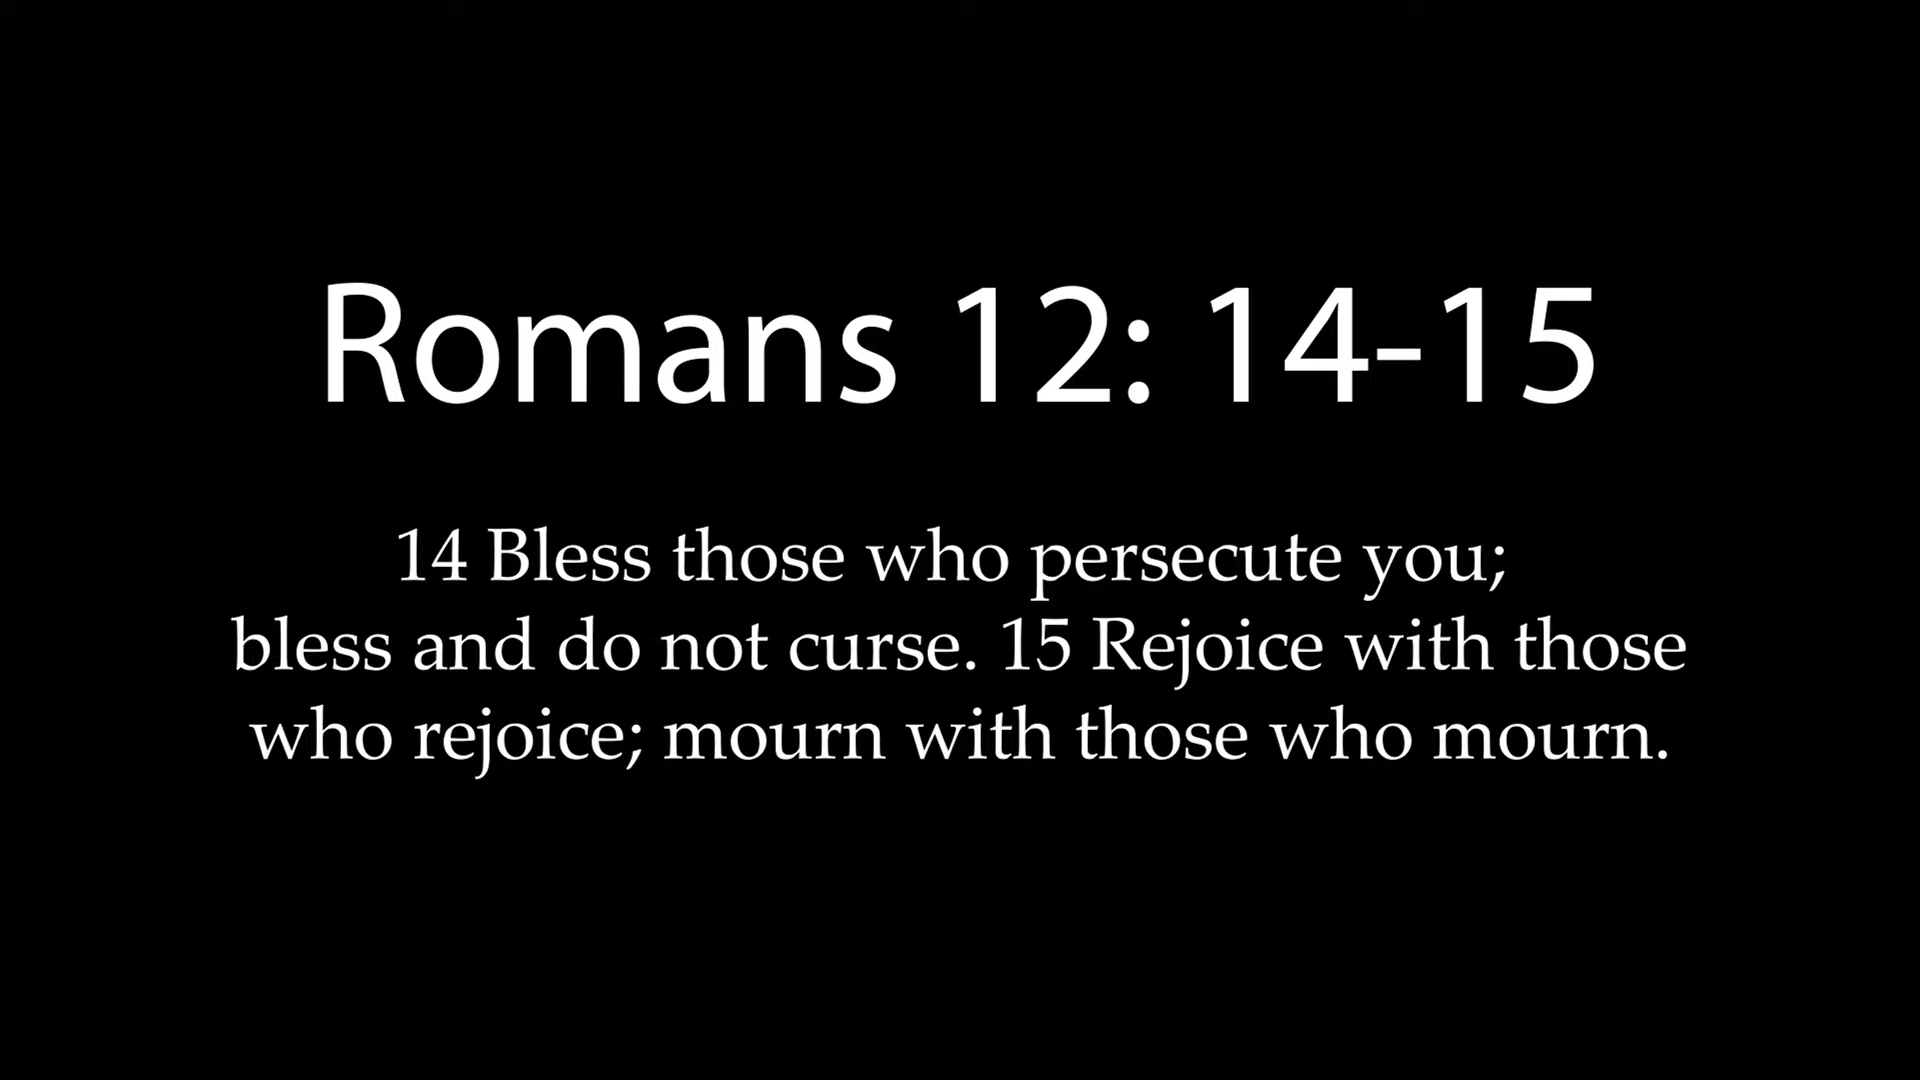 Romans 12: 14-15
14 Bless those who persecute you;
bless and do not curse. 15 Rejoice with those
who rejoice; mourn with those who mourn.